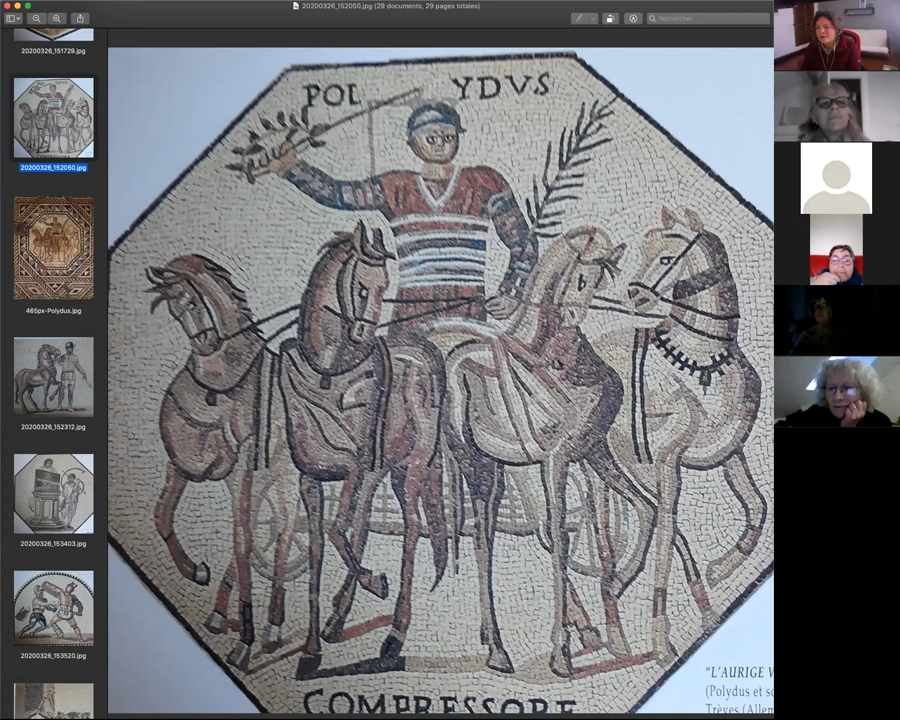 20200326_152050.jpg (29 documents, 29 pages totales)
Rechercher
20200326_151729.jpg
20200326_152050.jpg
465px-Polydus.jpg
20200326_152312.jpg
20200326_153403.jpg
20200326_153520.jpg
POL YDVS
COMPRESSORE
"L'AURIGE V
(Polydus et s
Trèves (Allem